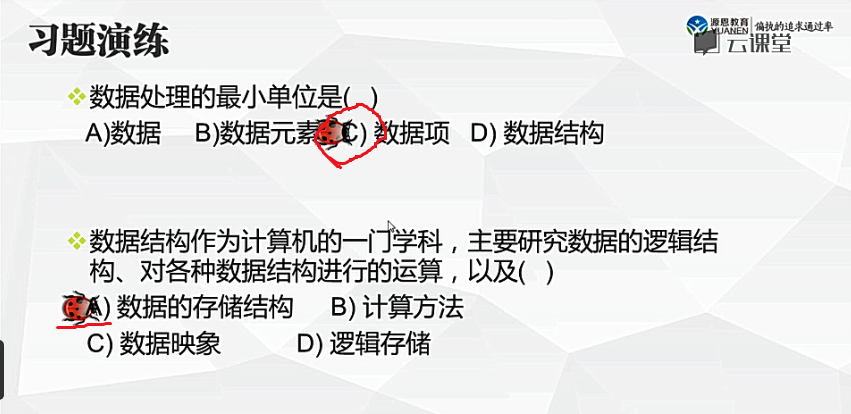 习题演练
源恩教育 偏执的追求通过率
YUANEN
云课堂
数据处理的最小单位是( )
A)数据 B)数据元素 C) 数据项 D) 数据结构
数据结构作为计算机的一门学科，主要研究数据的逻辑结
构、对各种数据结构进行的运算，以及( )
A) 数据的存储结构 B) 计算方法
C) 数据映象 D) 逻辑存储